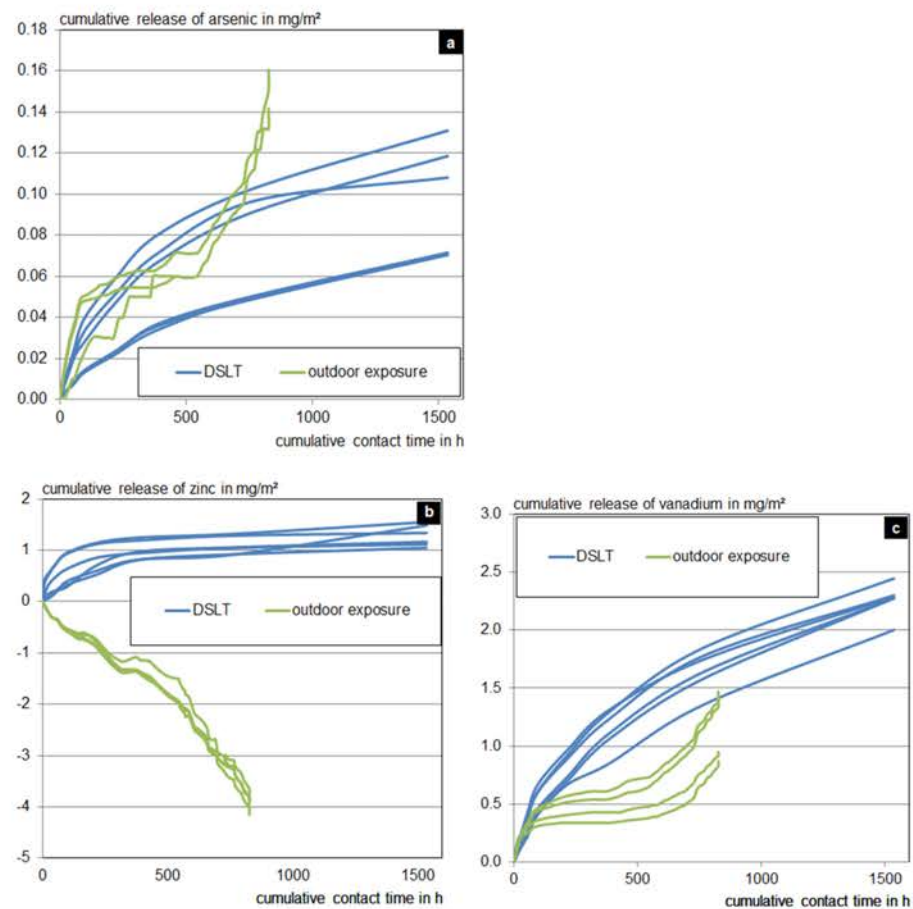 cumulative release of arsenic in mg/m²
a
0.18
0.16
0.14
0.12
0.10
0.08
0.06
0.04
0.02
0.00
DSLT outdoor exposure
0 500 1000 1500
cumulative contact time in h
cumulative release of zinc in mg/m²
b
2
1
0
-1
-2
-3
-4
-5
DSLT outdoor exposure
0 500 1000 1500
cumulative contact time in h
cumulative release of vanadium in mg/m²
c
3.0
2.5
2.0
1.5
1.0
0.5
0.0
DSLT outdoor exposure
0 500 1000 1500
cumulative contact time in h